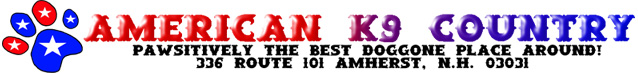 AMERICAN K9 COUNTRY
PAWSITIVELY THE BEST DOGGONE PLACE AROUND!
336 ROUTE 101 AMHERST, N.H. 03031